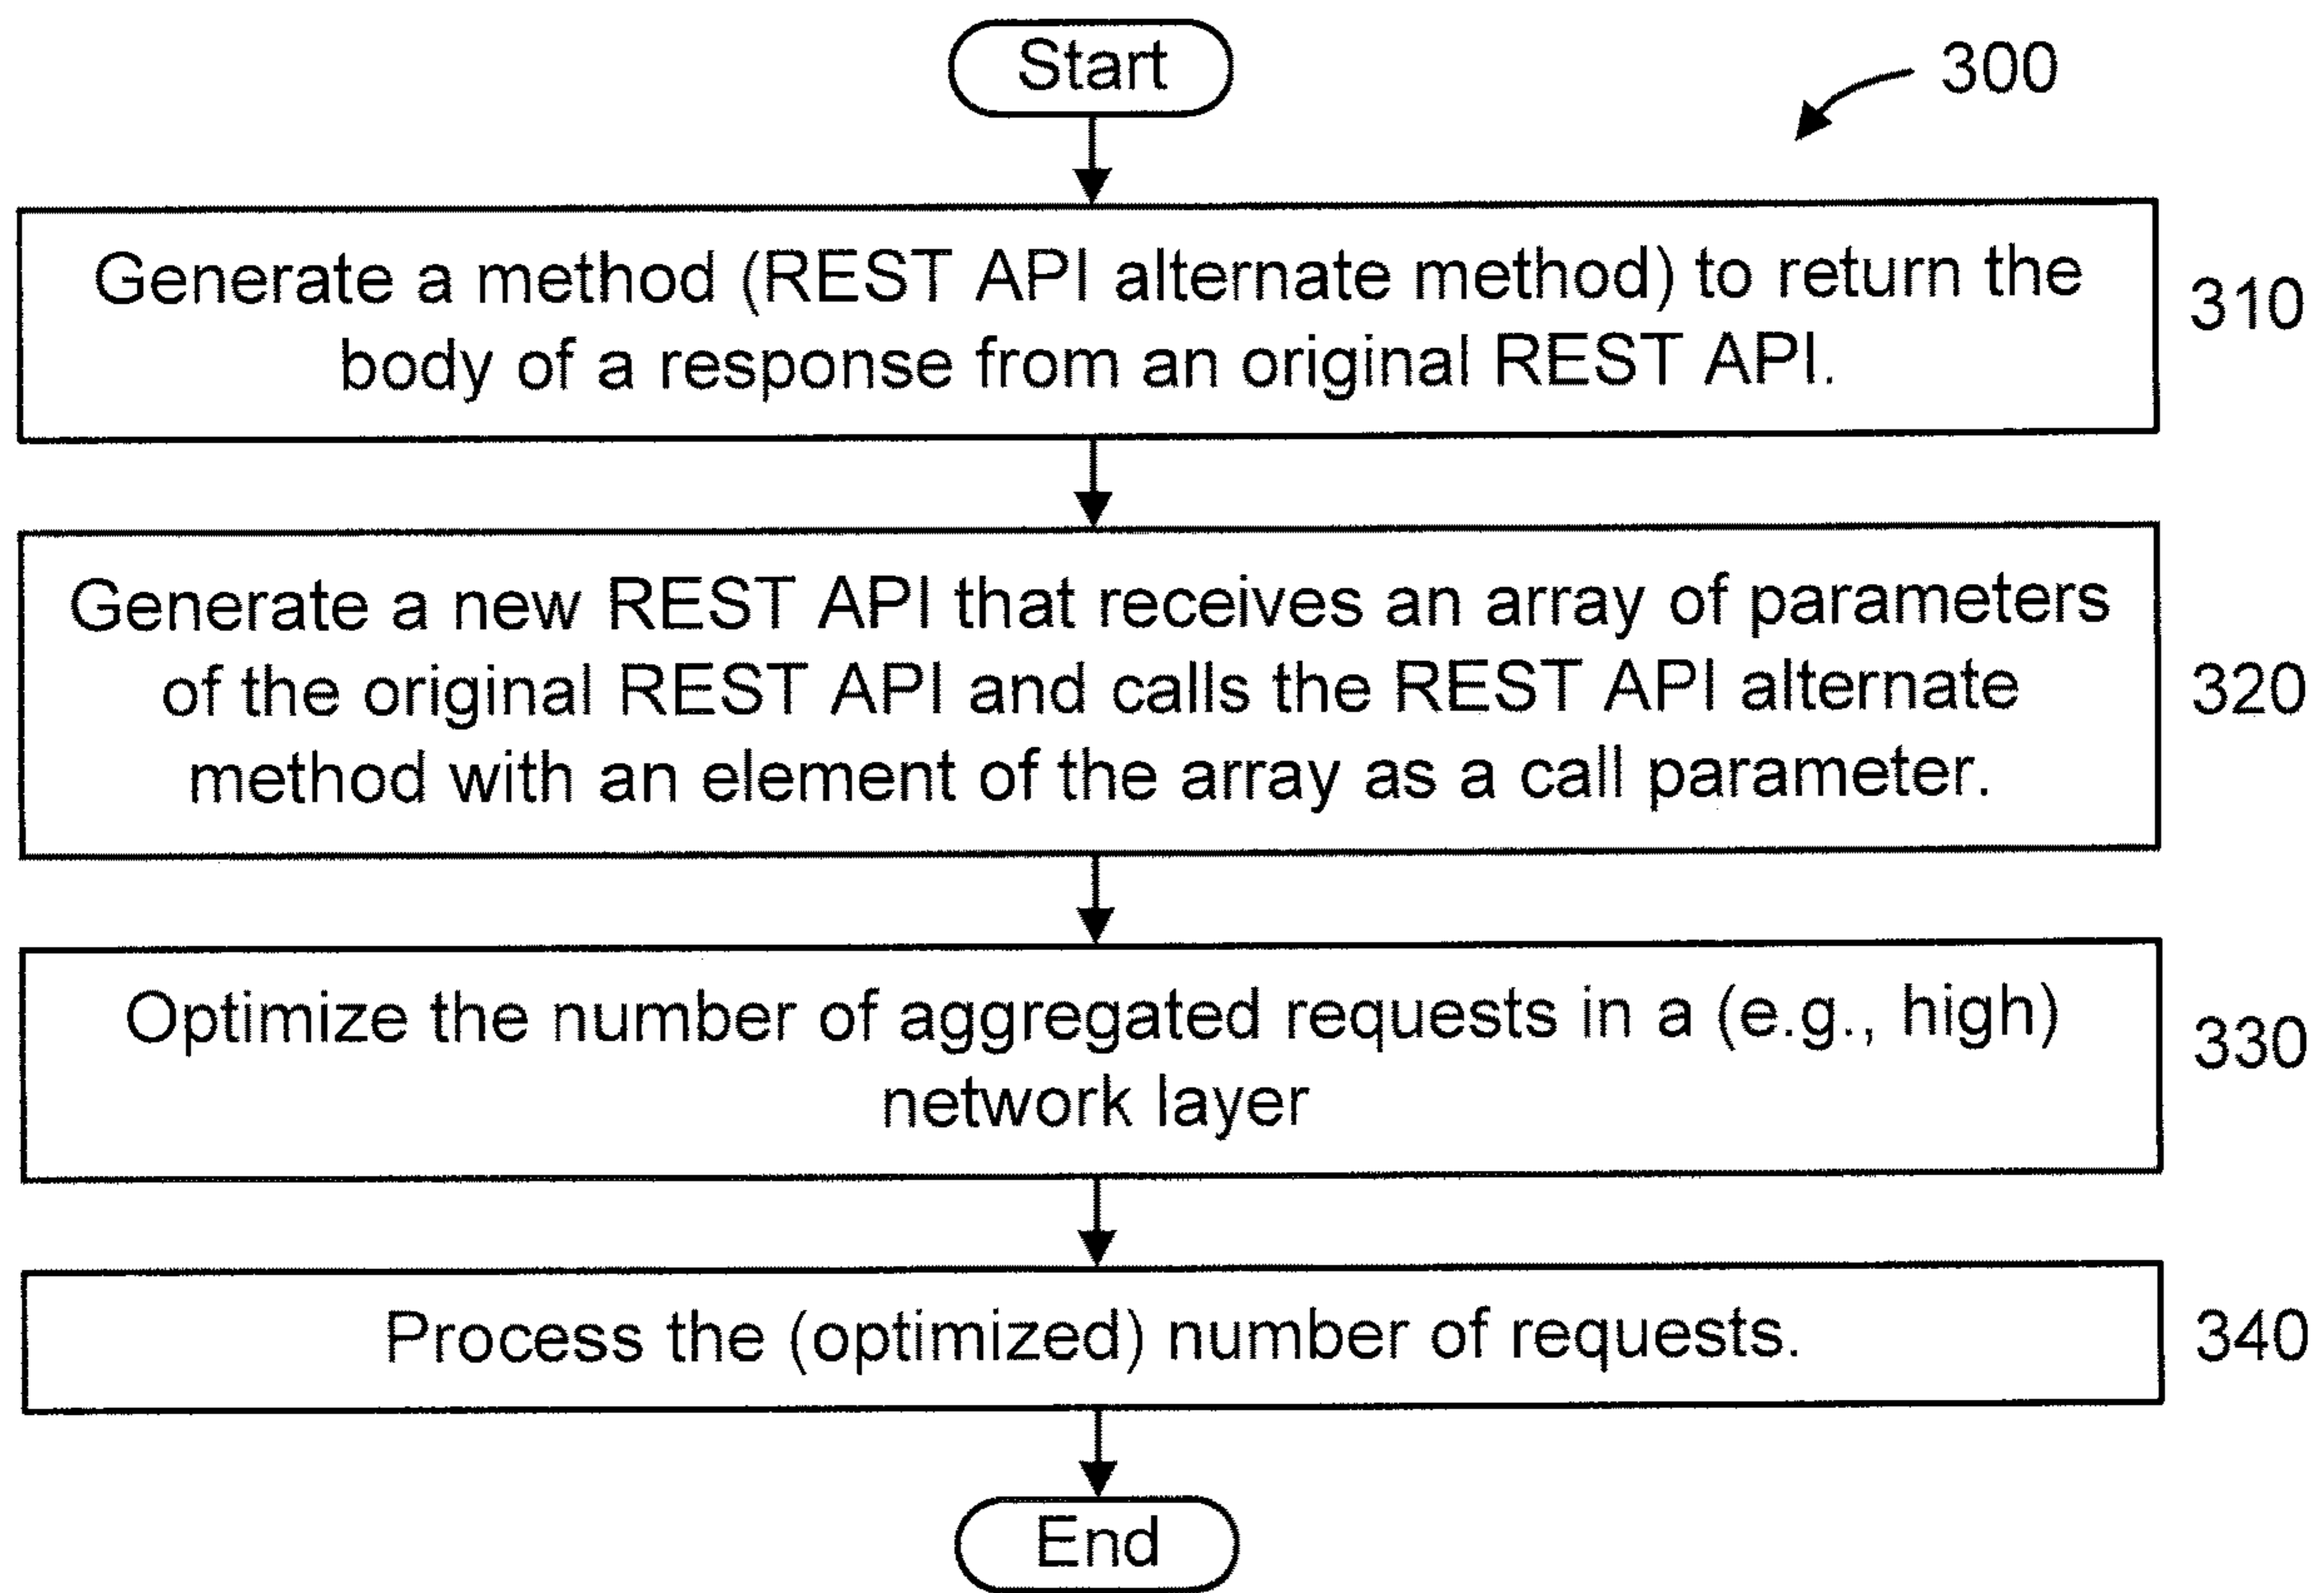 Start
300
Generate a method (REST API alternate method) to return the
body of a response from an original REST API.
310
Generate a new REST API that receives an array of parameters
of the original REST API and calls the REST API alternate
method with an element of the array as a call parameter.
320
Optimize the number of aggregated requests in a (e.g., high)
network layer
330
Process the (optimized) number of requests.
340
End